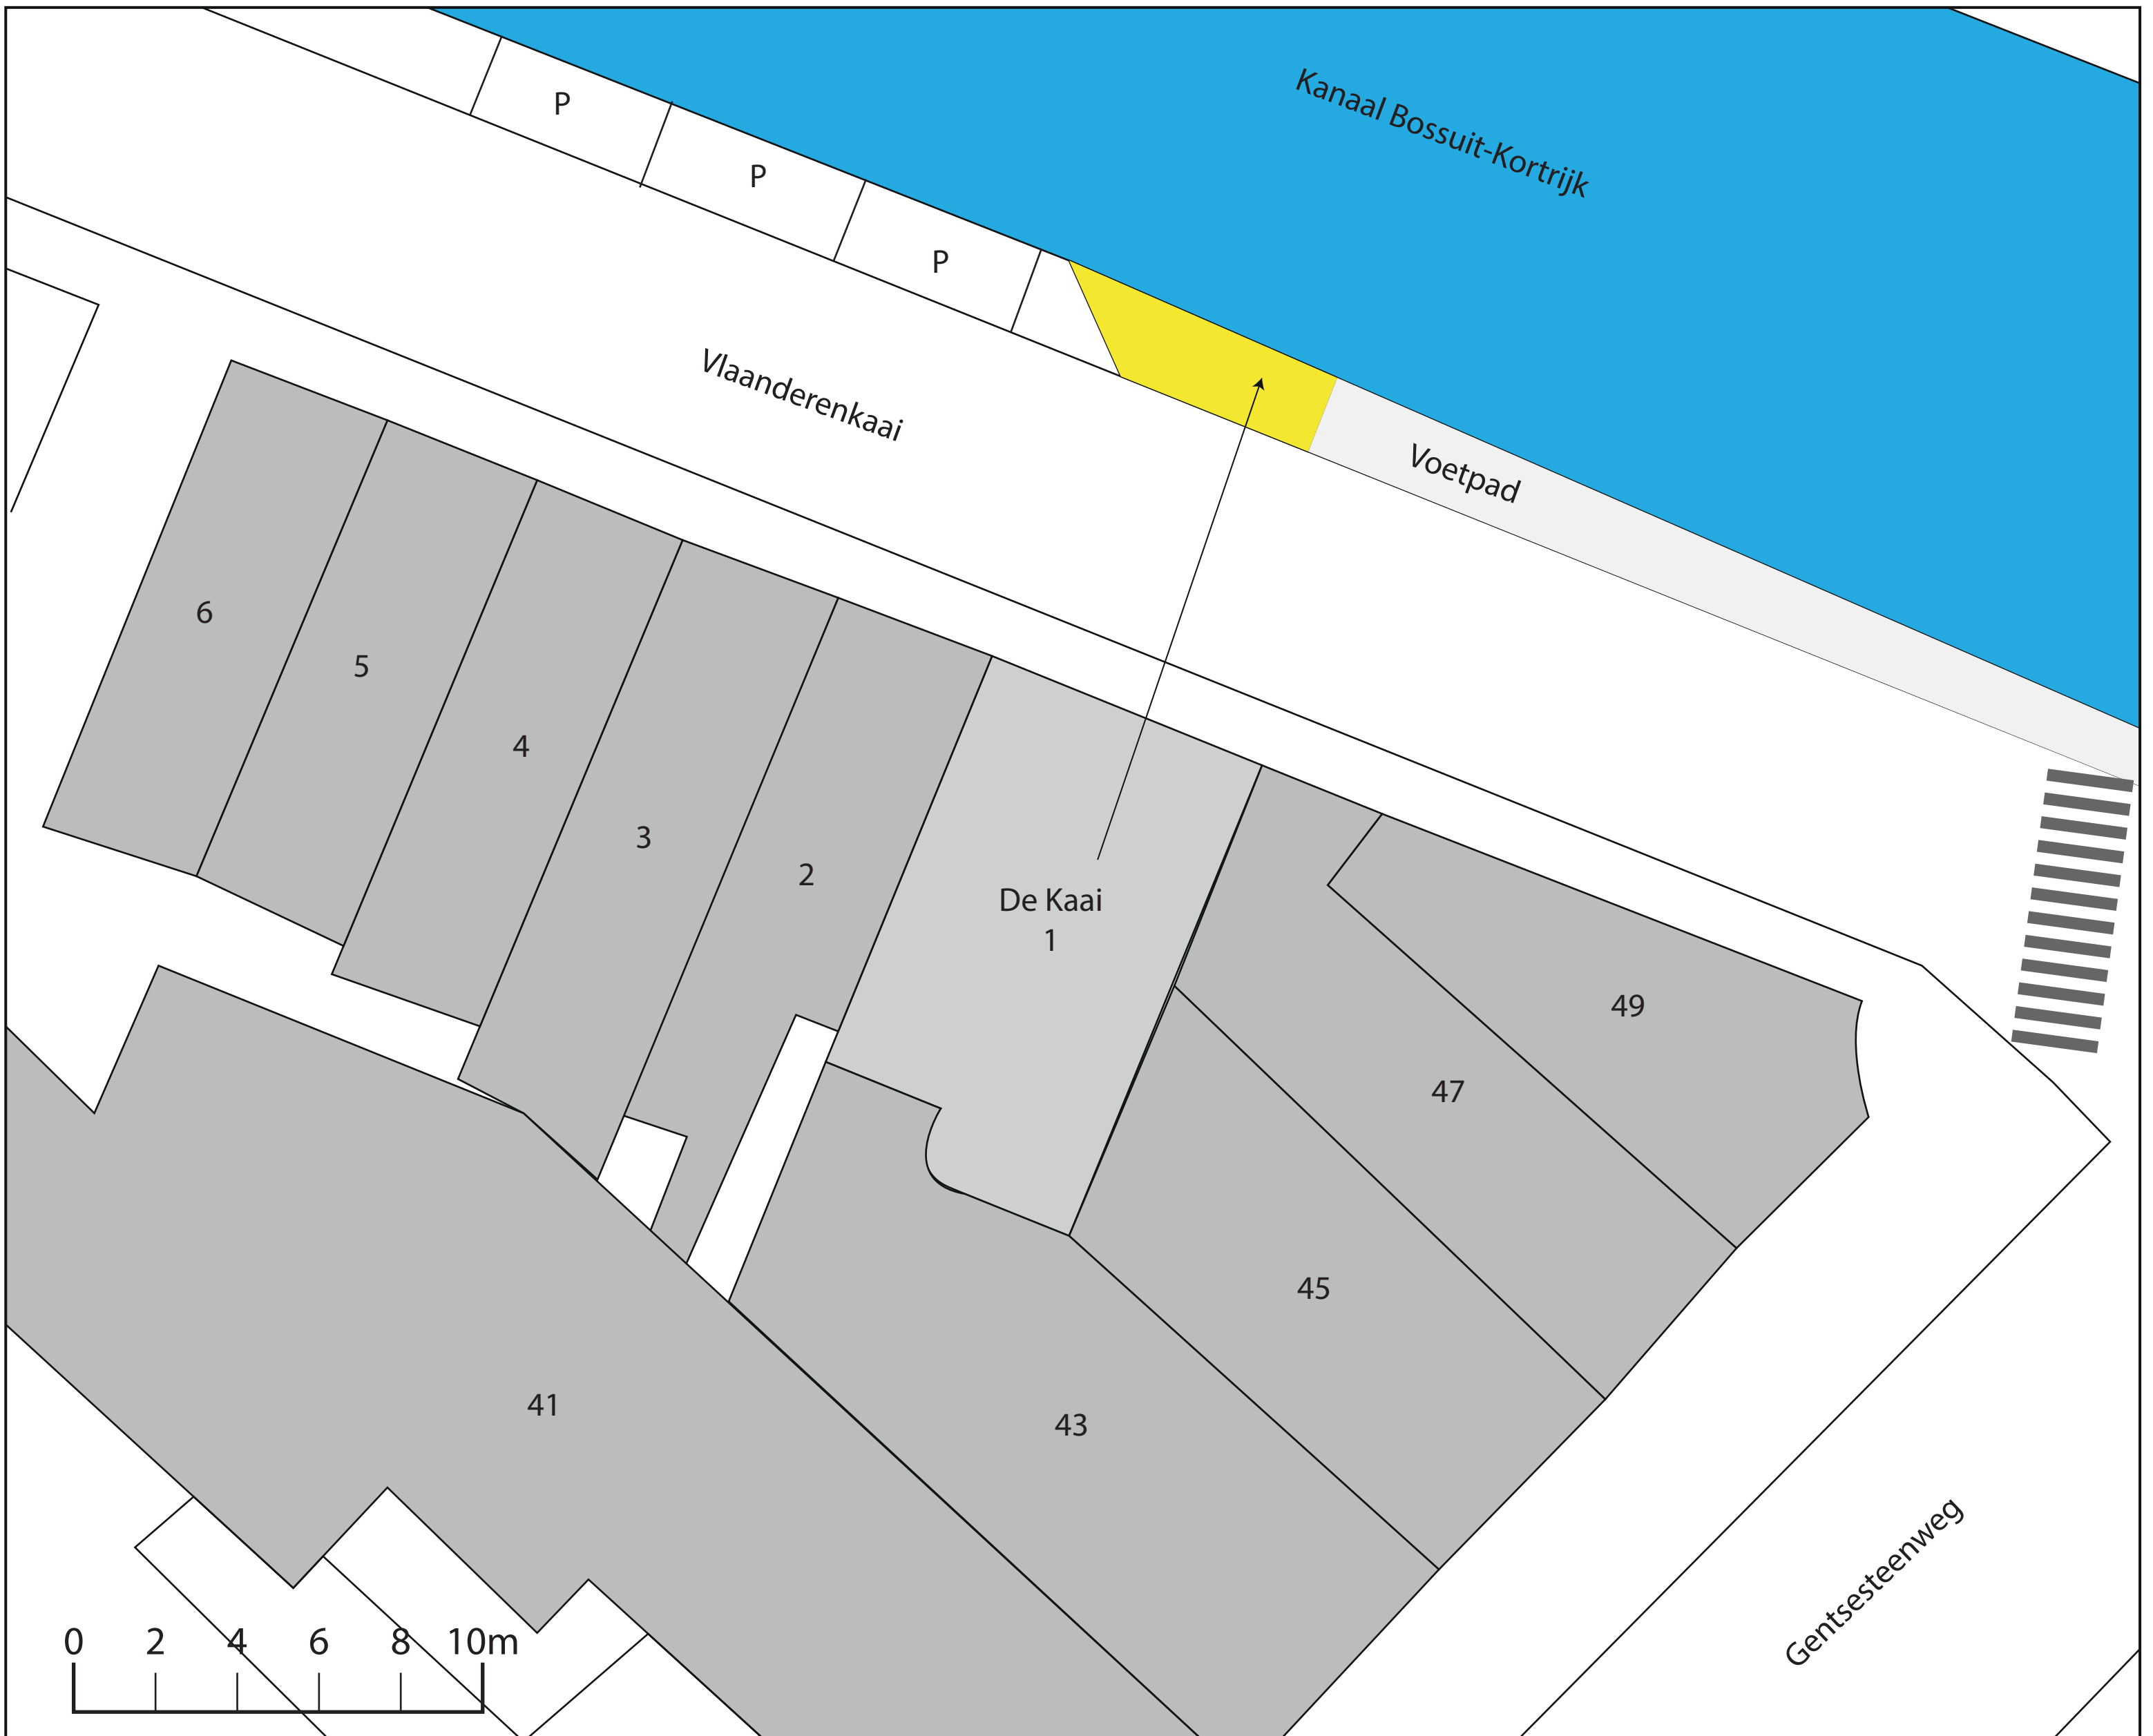 Kanaal Bossuit-Kortrijk
P
P
P
Vlaanderenkaai
Voetpad
6
5
4
3
2
De Kaai
1
49
47
45
43
41
Gentsesteenweg
0 2 4 6 8 10m